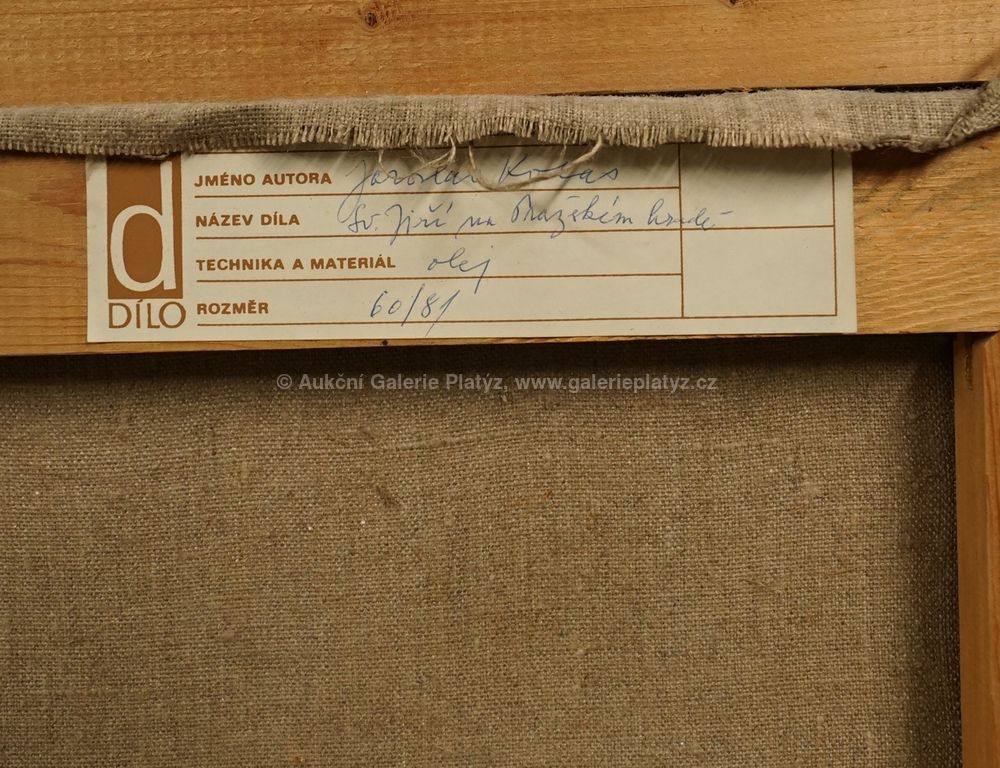 d
DÍLO
JMÉNO AUTORA Jaroslav Kolas
NÁZEV DÍLA Sv. Jiří na Pražském hradě
TECHNIKA A MATERIÁL olej
ROZMĚR 60/81
© Aukční Galerie Platýz, www.galerieplatyz.cz